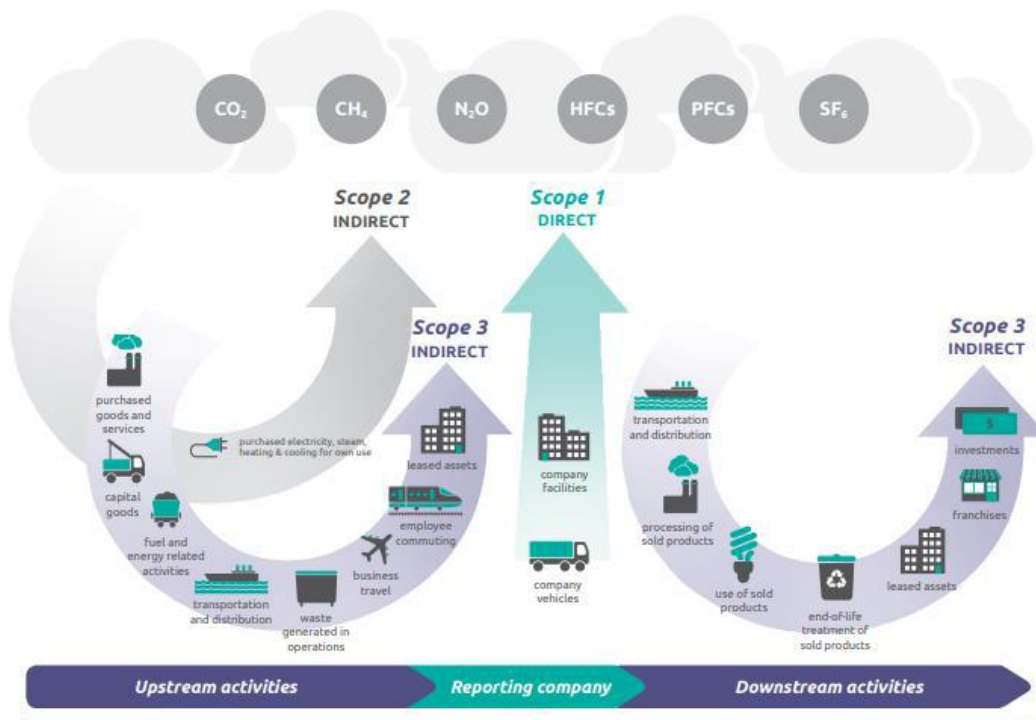 CO₂
CH₄
N₂O
HFCs
PFCs
SF₆
Scope 2
INDIRECT
Scope 1
DIRECT
Scope 3
INDIRECT
Scope 3
INDIRECT
purchased
goods and
services
capital
goods
fuel and
energy related
activities
purchased electricity, steam,
heating & cooling for own use
transportation
and distribution
waste
generated in
operations
business
travel
employee
commuting
leased assets
company
facilities
company
vehicles
transportation
and distribution
processing of
sold products
use of sold
products
end-of-life
treatment of
sold products
leased assets
franchises
investments
$
Upstream activities
Reporting company
Downstream activities